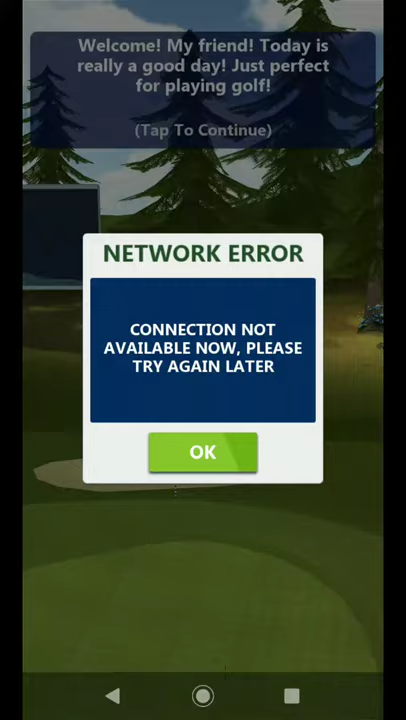 Welcome! My friend! Today is
really a good day! Just perfect
for playing golf!
(Tap To Continue)
NETWORK ERROR
CONNECTION NOT
AVAILABLE NOW, PLEASE
TRY AGAIN LATER
OK